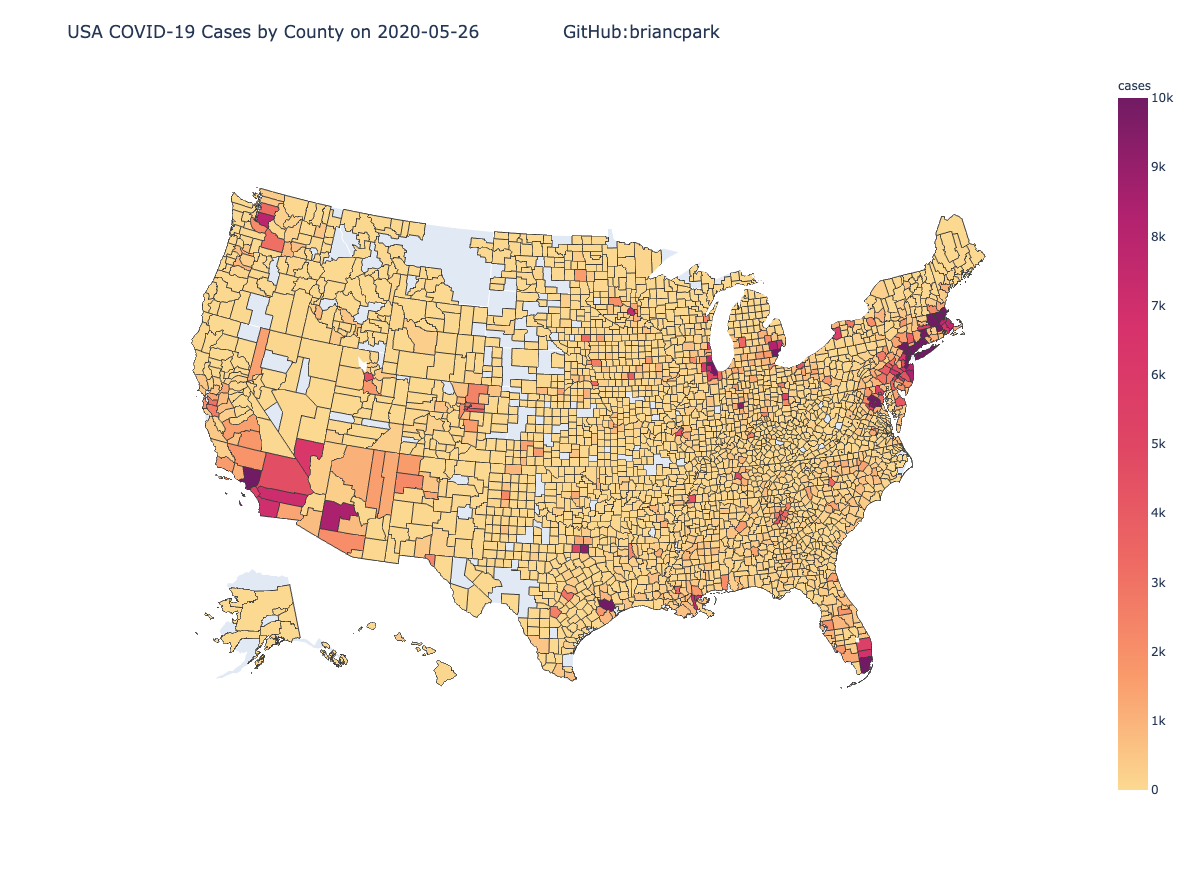 USA COVID-19 Cases by County on 2020-05-26 GitHub:briancpark
cases
10k
9k
8k
7k
6k
5k
4k
3k
2k
1k
0